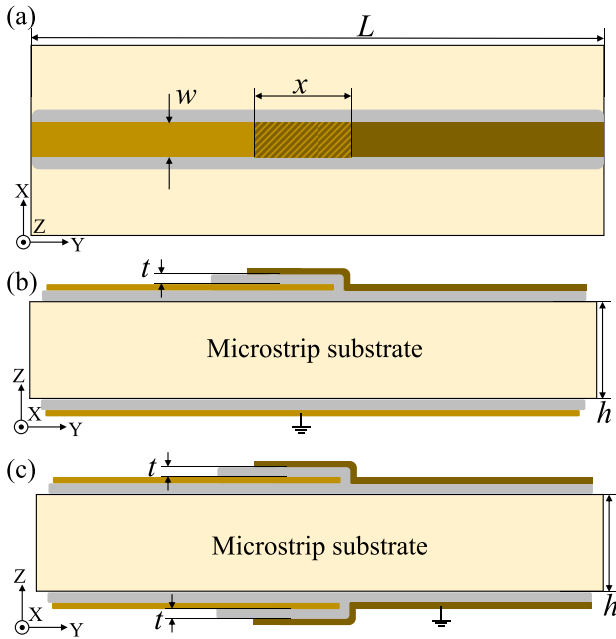 (a)
L
x
w
X
Z
Y
(b)
t
Microstrip substrate
Z
h
X
Y
(c)
t
Microstrip substrate
Z
h
t
X
Y